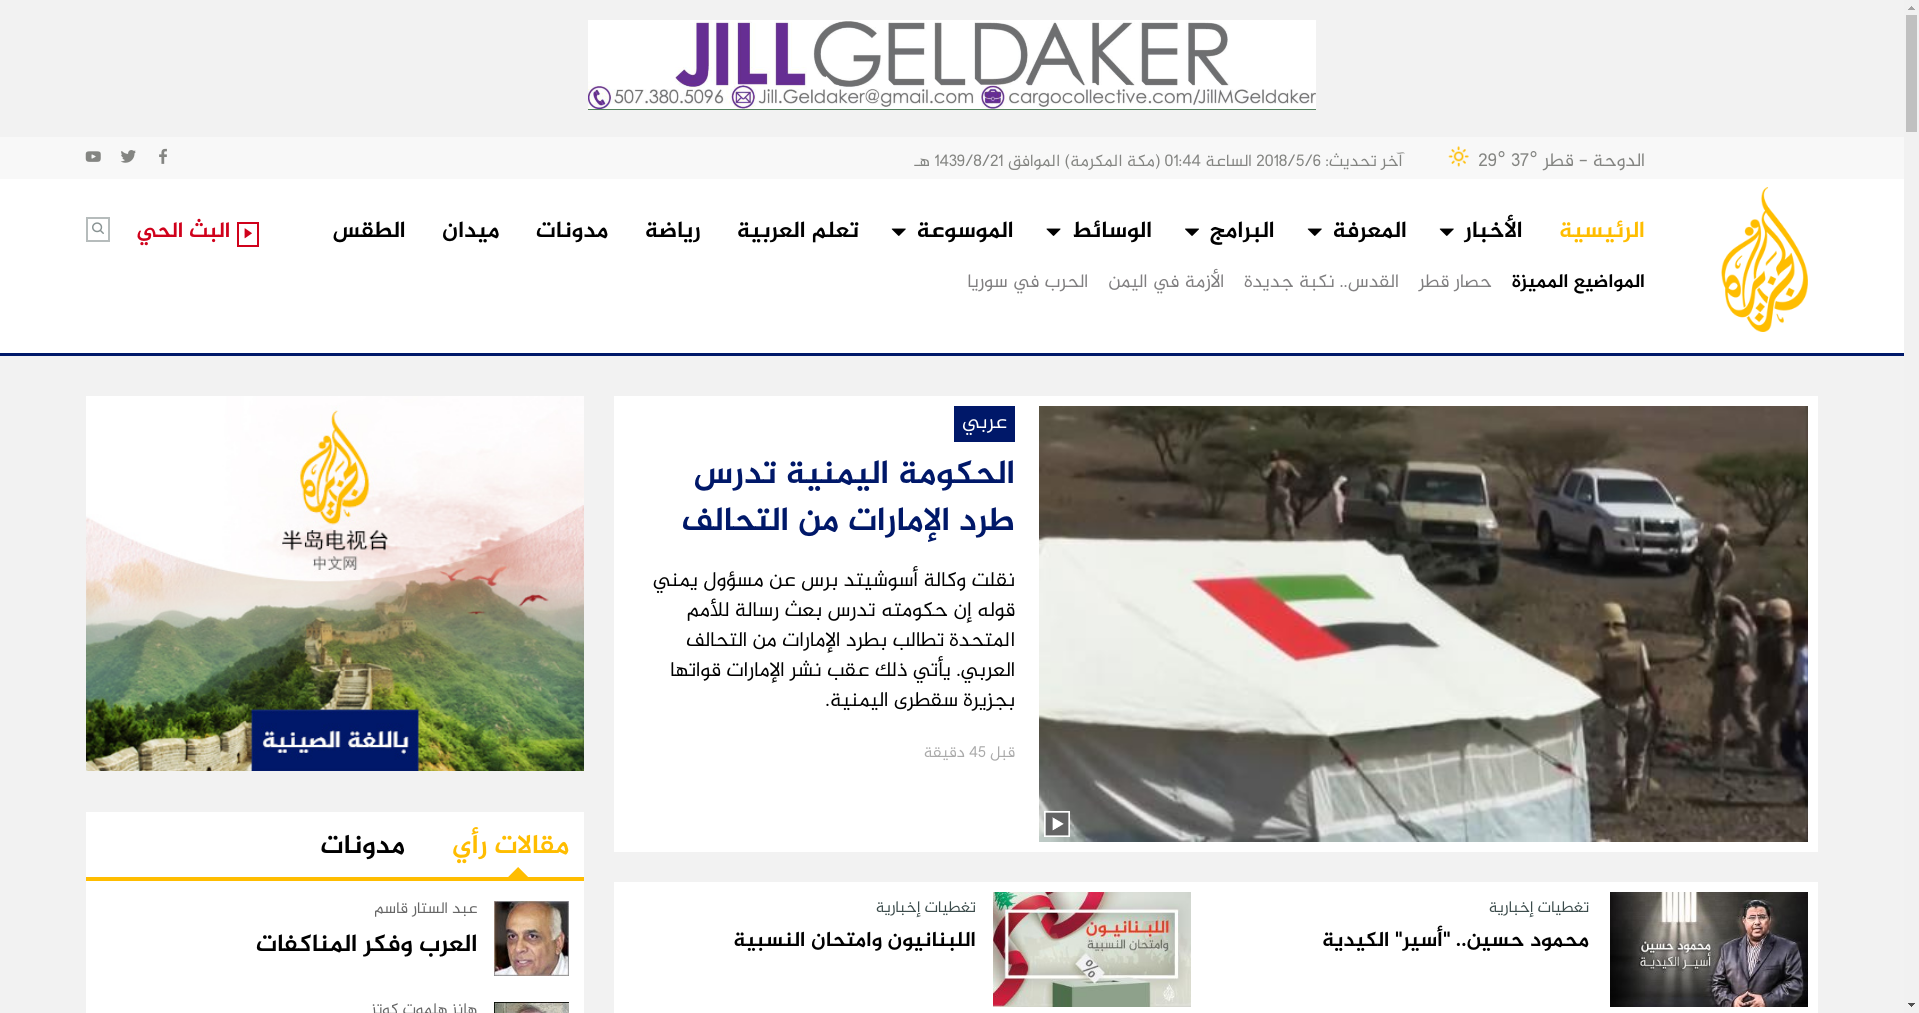 JILLGELDAKER
507.380.5096 Jill.Geldaker@gmail.com cargocollective.com/JillMGeldaker
الدوحة - قطر 37° 29°
آخر تحديث: 2018/5/6 الساعة 01:44 (مكة المكرمة) الموافق 1439/8/21 هـ
الرئيسية الأخبار المعرفة البرامج الوسائط الموسوعة تعلم العربية رياضة مدونات ميدان الطقس البث الحي
المواضيع المميزة حصار قطر القدس.. نكبة جديدة الأزمة في اليمن الحرب في سوريا
الجزيرة
عربي
الحكومة اليمنية تدرس
طرد الإمارات من التحالف
نقلت وكالة أسوشيتد برس عن مسؤول يمني
قوله إن حكومته تدرس بعث رسالة للأمم
المتحدة تطالب بطرد الإمارات من التحالف
العربي. يأتي ذلك عقب نشر الإمارات قواتها
بجزيرة سقطرى اليمنية.
قبل 45 دقيقة
الجزيرة
半岛电视台
中文网
باللغة الصينية
محمود حسين
أسيــر الكيديـة
تغطيات إخبارية
محمود حسين.. "أسير" الكيدية
اللبنانيون
وامتحان النسبية
%
تغطيات إخبارية
اللبنانيون وامتحان النسبية
مقالات رأي مدونات
عبد الستار قاسم
العرب وفكر المناكفات
هانز هلموت كوتز